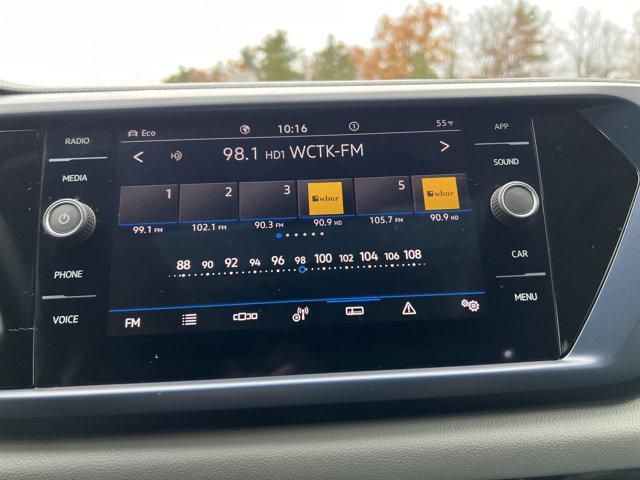 RADIO
MEDIA
PHONE
VOICE
Eco
10:16
55°F
98.1 HD1 WCTK-FM
1
2
3
wbur
5
wbur
99.1 FM
102.1 FM
90.3 FM
90.9 HD
105.7 FM
90.9 HD
88 90 92 94 96 98 100 102 104 106 108
FM
APP
SOUND
CAR
MENU